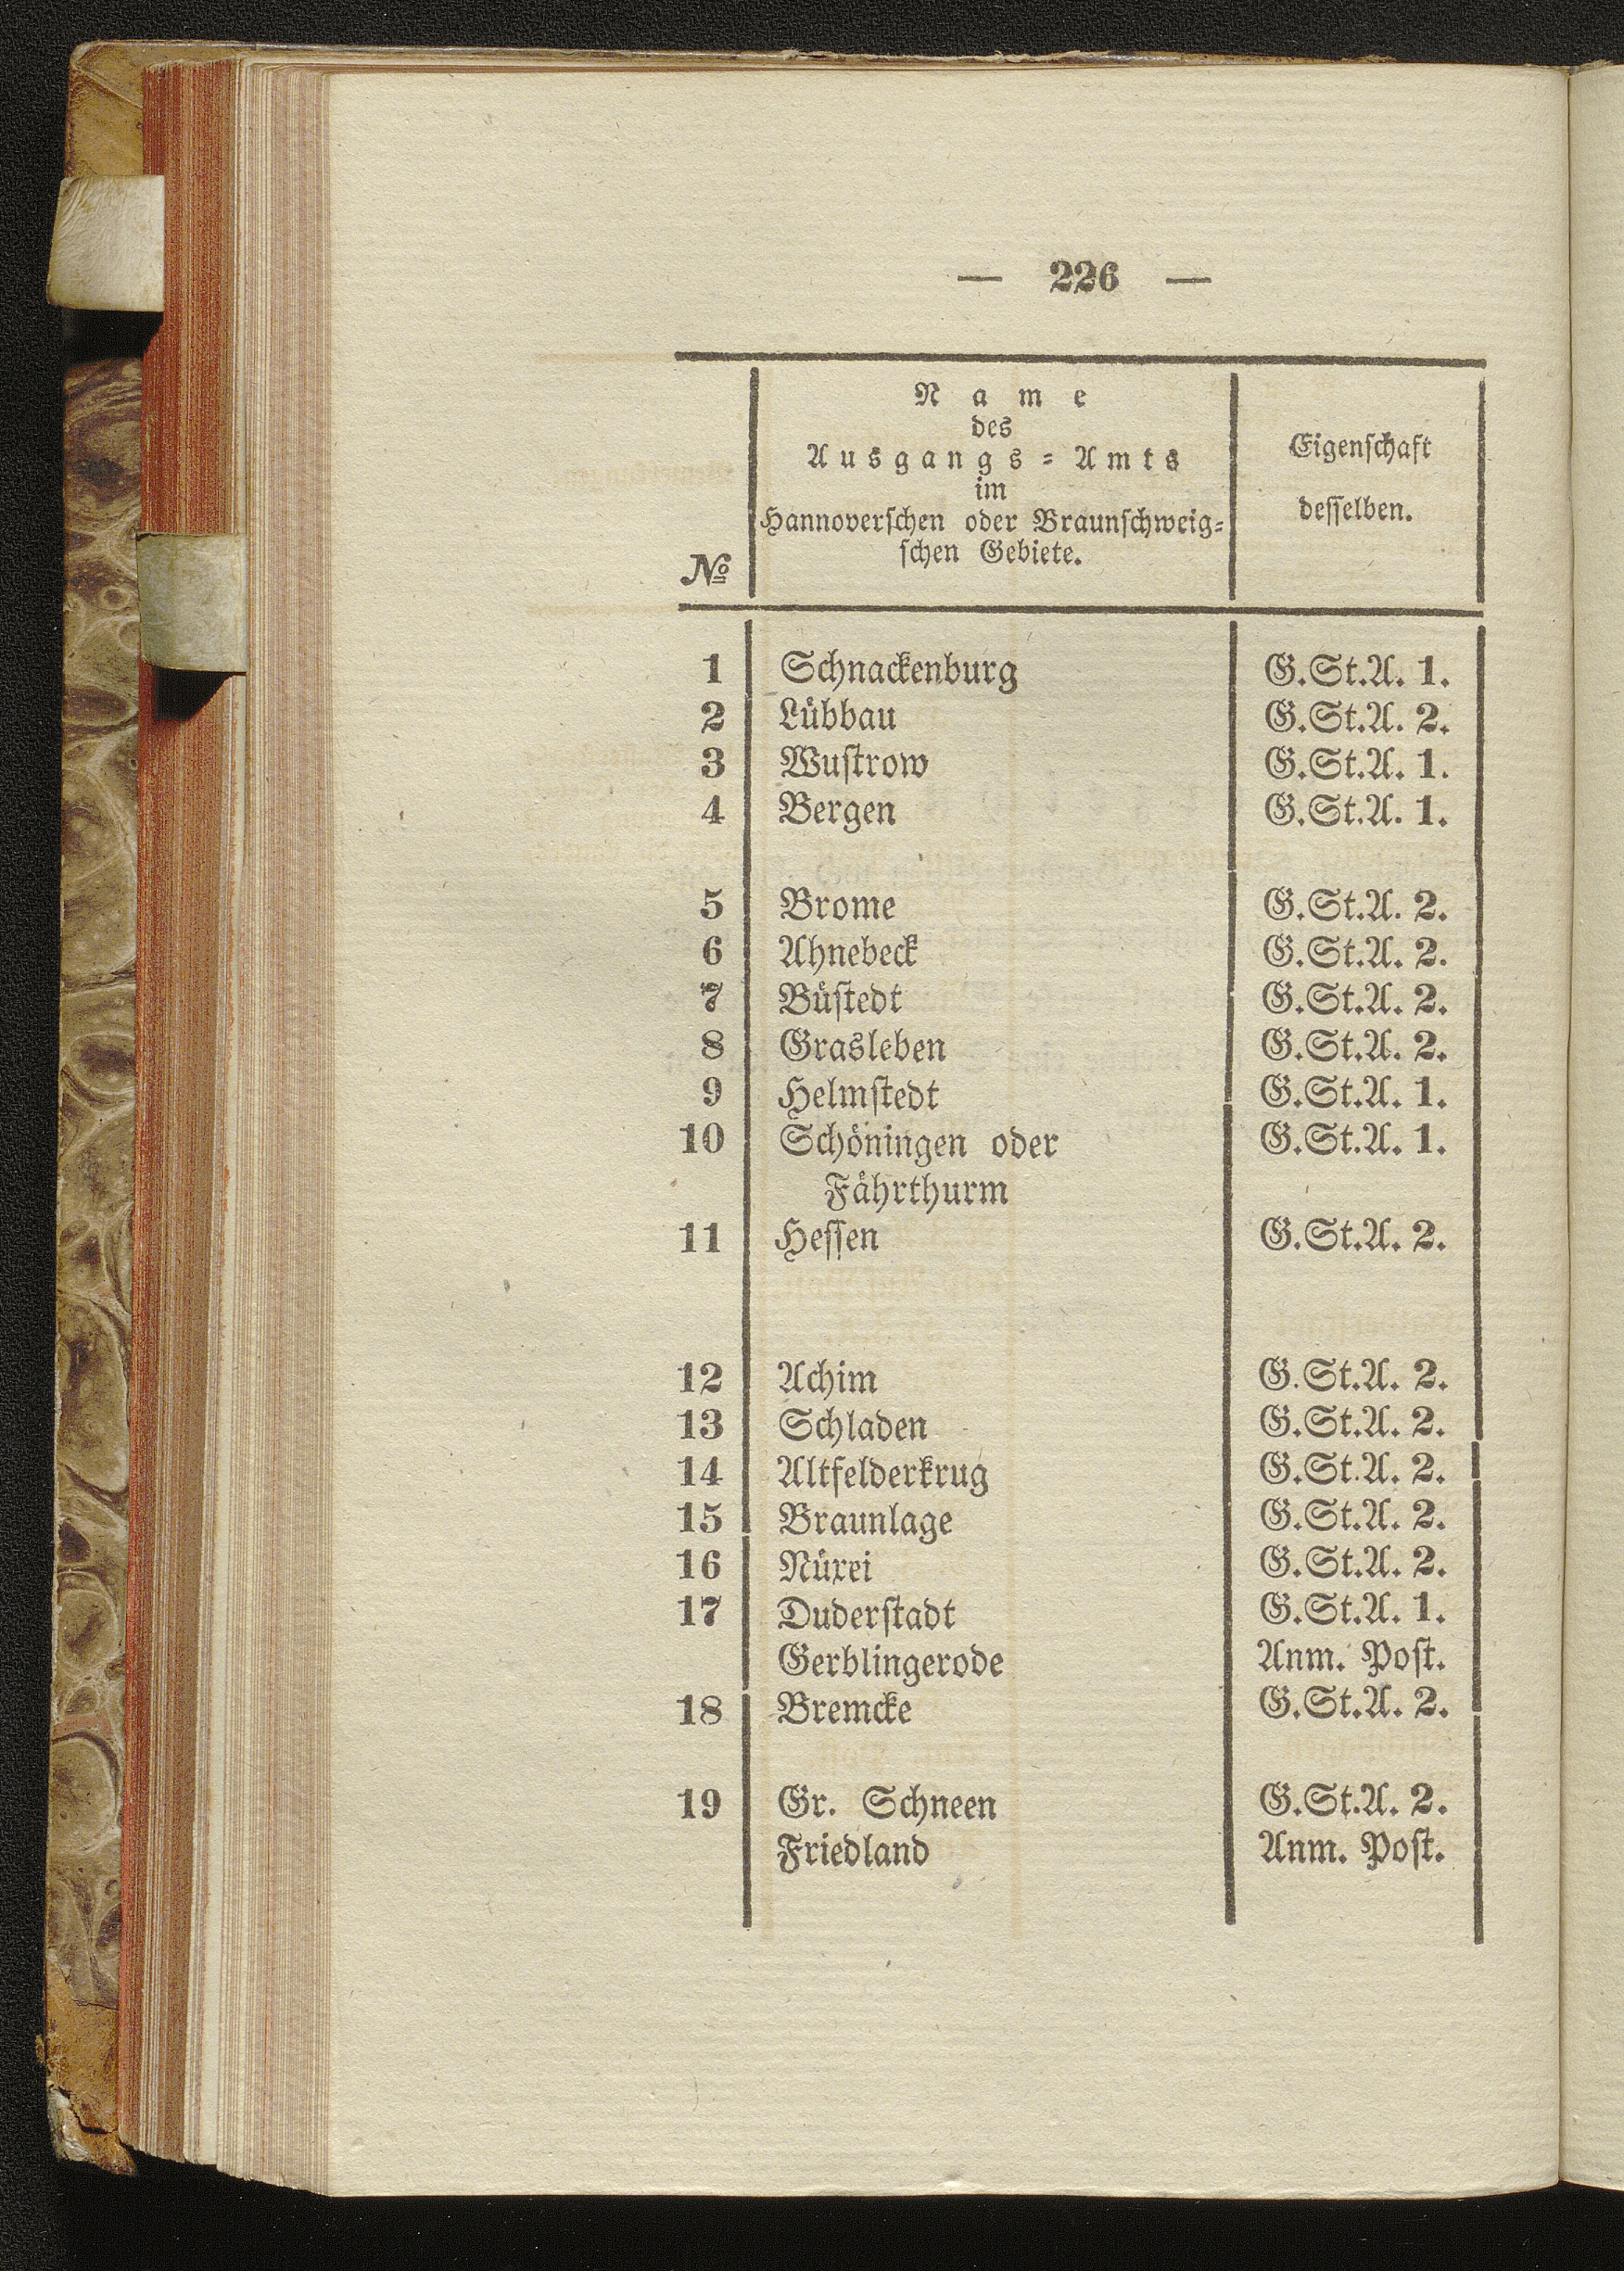 — 226 —
Name
des
Ausgangs=Amts
im
Hannoverschen oder Braunschweig=
schen Gebiete.
Eigenschaft
desselben.
№
1 Schnackenburg G.St.A. 1.
2 Lübbau G.St.A. 2.
3 Wustrow G.St.A. 1.
4 Bergen G.St.A. 1.
5 Brome G.St.A. 2.
6 Ahnebeck G.St.A. 2.
7 Büstedt G.St.A. 2.
8 Grasleben G.St.A. 2.
9 Helmstedt G.St.A. 1.
10 Schöningen oder G.St.A. 1.
Fährthurm
11 Hessen G.St.A. 2.
12 Achim G.St.A. 2.
13 Schladen G.St.A. 2.
14 Altfelderkrug G.St.A. 2.
15 Braunlage G.St.A. 2.
16 Nüxei G.St.A. 2.
17 Duderstadt G.St.A. 1.
Gerblingerode Anm. Post.
18 Bremcke G.St.A. 2.
19 Gr. Schneen G.St.A. 2.
Friedland Anm. Post.